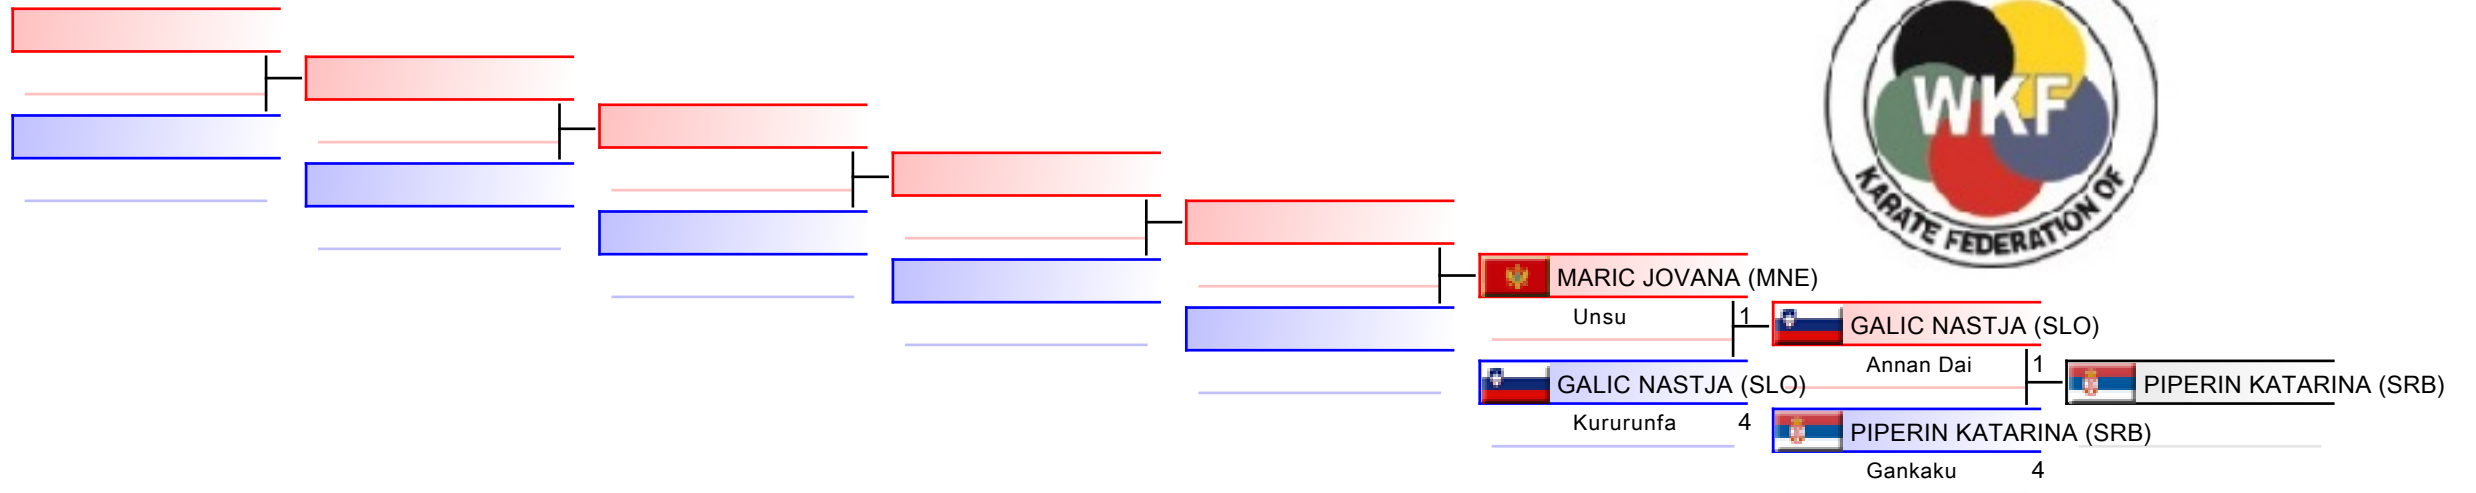 WKF
KARATE FEDERATION OF
MARIC JOVANA (MNE)
Unsu 1
GALIC NASTJA (SLO)
Kururunfa 4
GALIC NASTJA (SLO)
Annan Dai 1
PIPERIN KATARINA (SRB)
Gankaku 4
PIPERIN KATARINA (SRB)